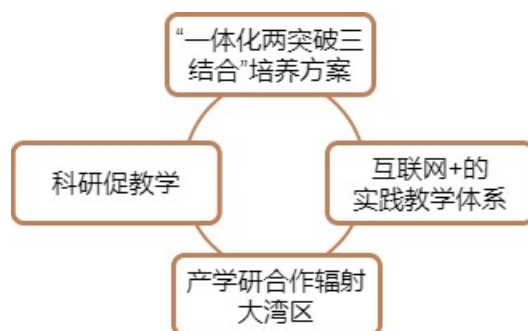 “一体化两突破三
结合”培养方案
科研促教学
互联网+的
实践教学体系
产学研合作辐射
大湾区